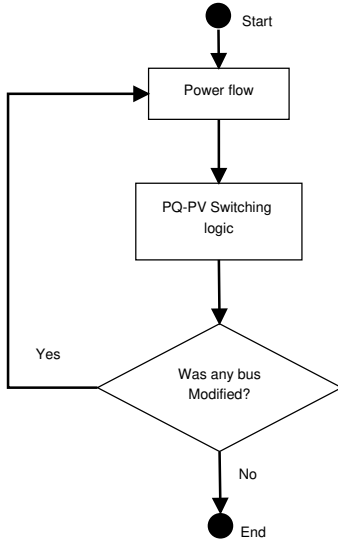 Start
Power flow
PQ-PV Switching
logic
Yes
Was any bus
Modified?
No
End